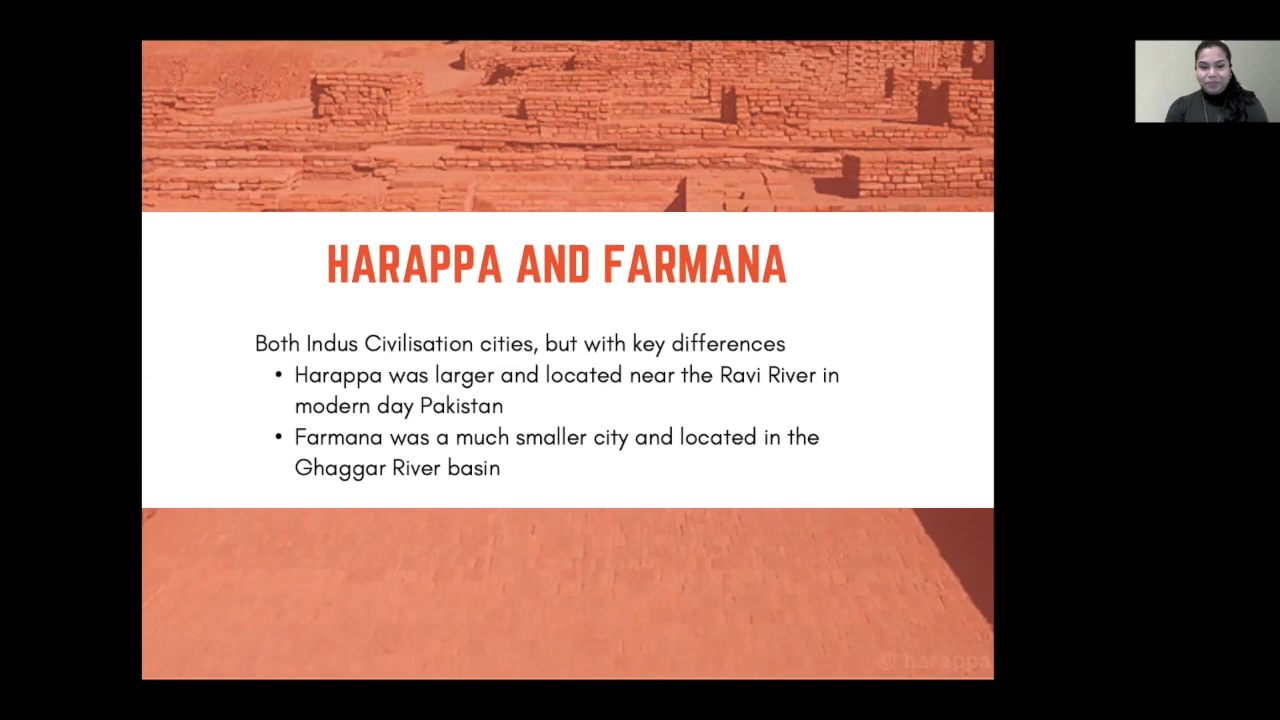 HARAPPA AND FARMANA
Both Indus Civilisation cities, but with key differences
• Harappa was larger and located near the Ravi River in
modern day Pakistan
• Farmana was a much smaller city and located in the
Ghaggar River basin
© harappa